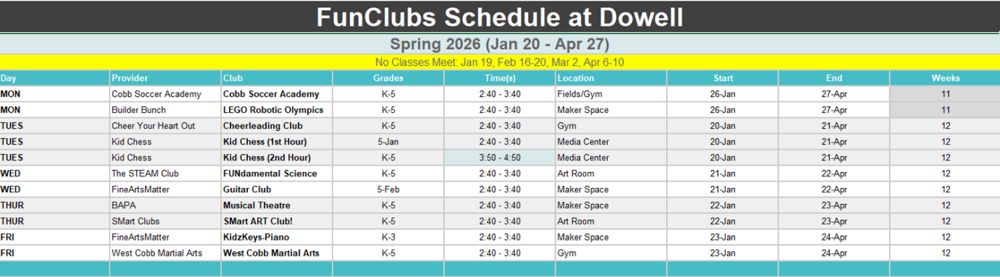 FunClubs Schedule at Dowell
Spring 2026 (Jan 20 - Apr 27)
No Classes Meet: Jan 19, Feb 16-20, Mar 2, Apr 6-10
Day Provider Club Grades Time(s) Location Start End Weeks
MON Cobb Soccer Academy Cobb Soccer Academy K-5 2:40 - 3:40 Fields/Gym 26-Jan 27-Apr 11
MON Builder Bunch LEGO Robotic Olympics K-5 2:40 - 3:40 Maker Space 26-Jan 27-Apr 11
TUES Cheer Your Heart Out Cheerleading Club K-5 2:40 - 3:40 Gym 20-Jan 21-Apr 12
TUES Kid Chess Kid Chess (1st Hour) 5-Jan 2:40 - 3:40 Media Center 20-Jan 21-Apr 12
TUES Kid Chess Kid Chess (2nd Hour) K-5 3:50 - 4:50 Media Center 20-Jan 21-Apr 12
WED The STEAM Club FUNdamental Science K-5 2:40 - 3:40 Art Room 21-Jan 22-Apr 12
WED FineArtsMatter Guitar Club 5-Feb 2:40 - 3:40 Maker Space 21-Jan 22-Apr 12
THUR BAPA Musical Theatre K-5 2:40 - 3:40 Maker Space 22-Jan 23-Apr 12
THUR SMart Clubs SMart ART Club! K-5 2:40 - 3:40 Art Room 22-Jan 23-Apr 12
FRI FineArtsMatter KidzKeys-Piano K-3 2:40 - 3:40 Maker Space 23-Jan 24-Apr 12
FRI West Cobb Martial Arts West Cobb Martial Arts K-5 2:40 - 3:40 Gym 23-Jan 24-Apr 12